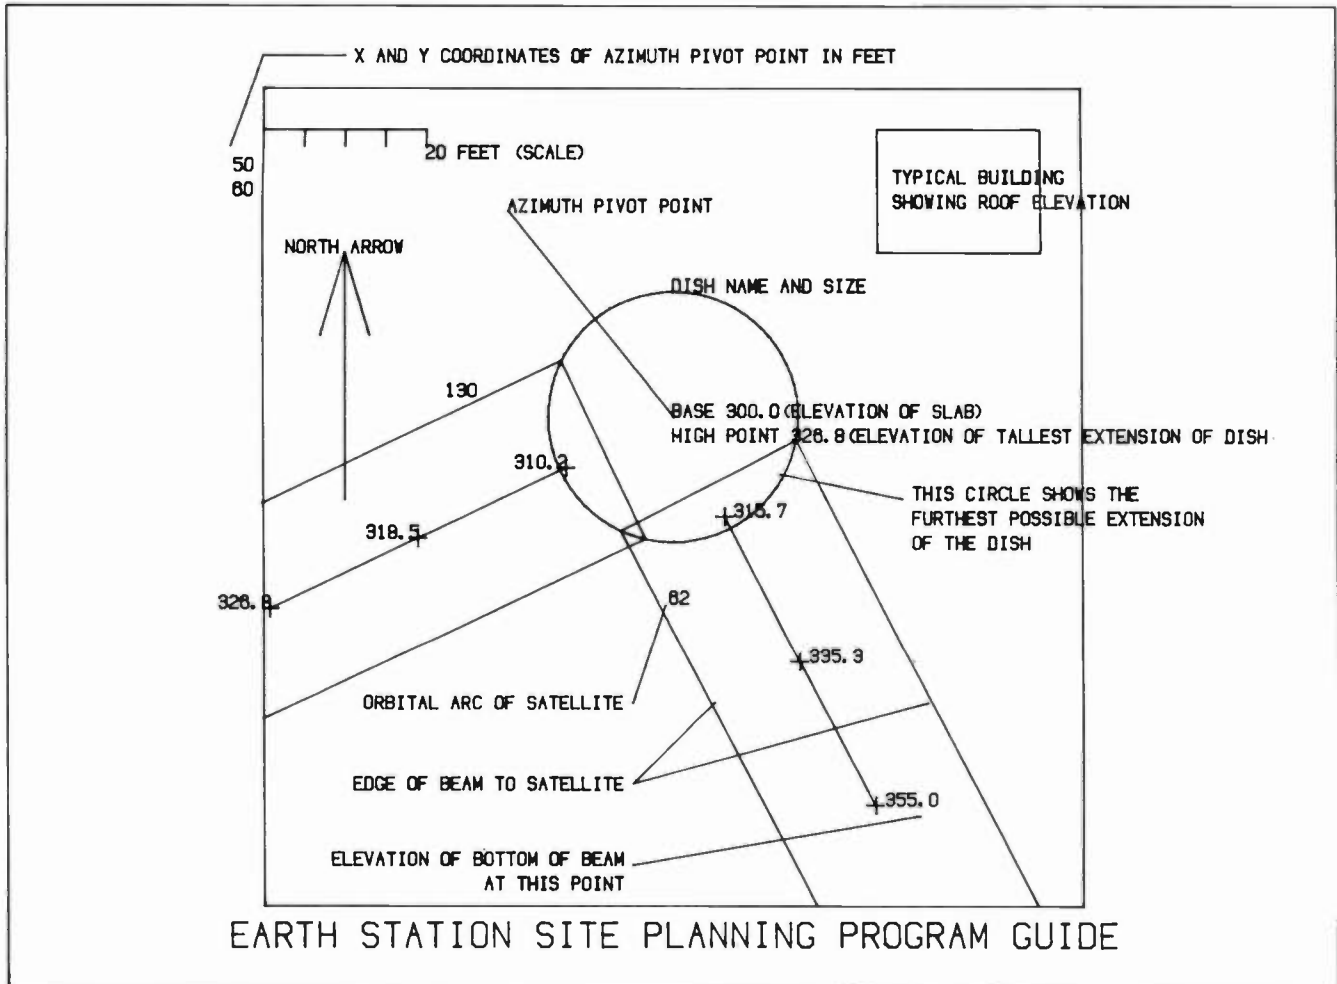 X AND Y COORDINATES OF AZIMUTH PIVOT POINT IN FEET
20 FEET (SCALE)
50
60
TYPICAL BUILDING
SHOWING ROOF ELEVATION
AZIMUTH PIVOT POINT
NORTH ARROW
DISH NAME AND SIZE
130
BASE 300.0 (ELEVATION OF SLAB)
HIGH POINT 326.8 (ELEVATION OF TALLEST EXTENSION OF DISH
310.2
THIS CIRCLE SHOWS THE
FURTHEST POSSIBLE EXTENSION
OF THE DISH
315.7
318.5
326.8
62
335.3
ORBITAL ARC OF SATELLITE
EDGE OF BEAM TO SATELLITE
355.0
ELEVATION OF BOTTOM OF BEAM
AT THIS POINT
EARTH STATION SITE PLANNING PROGRAM GUIDE